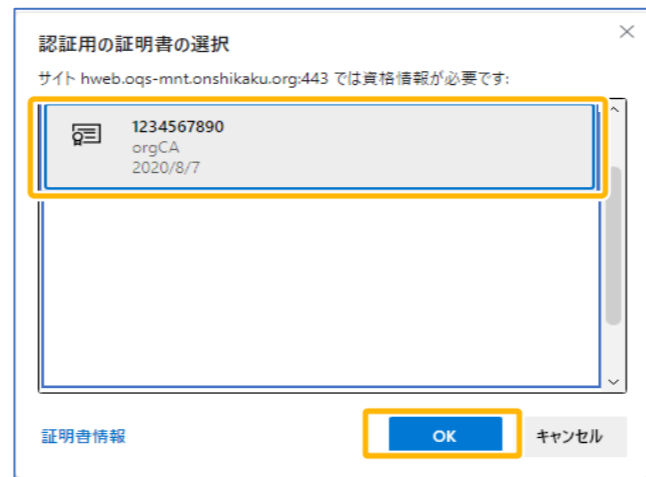 認証用の証明書の選択
サイト hweb.oqs-mnt.onshikaku.org:443 では資格情報が必要です:
1234567890
orgCA
2020/8/7
証明書情報
OK
キャンセル